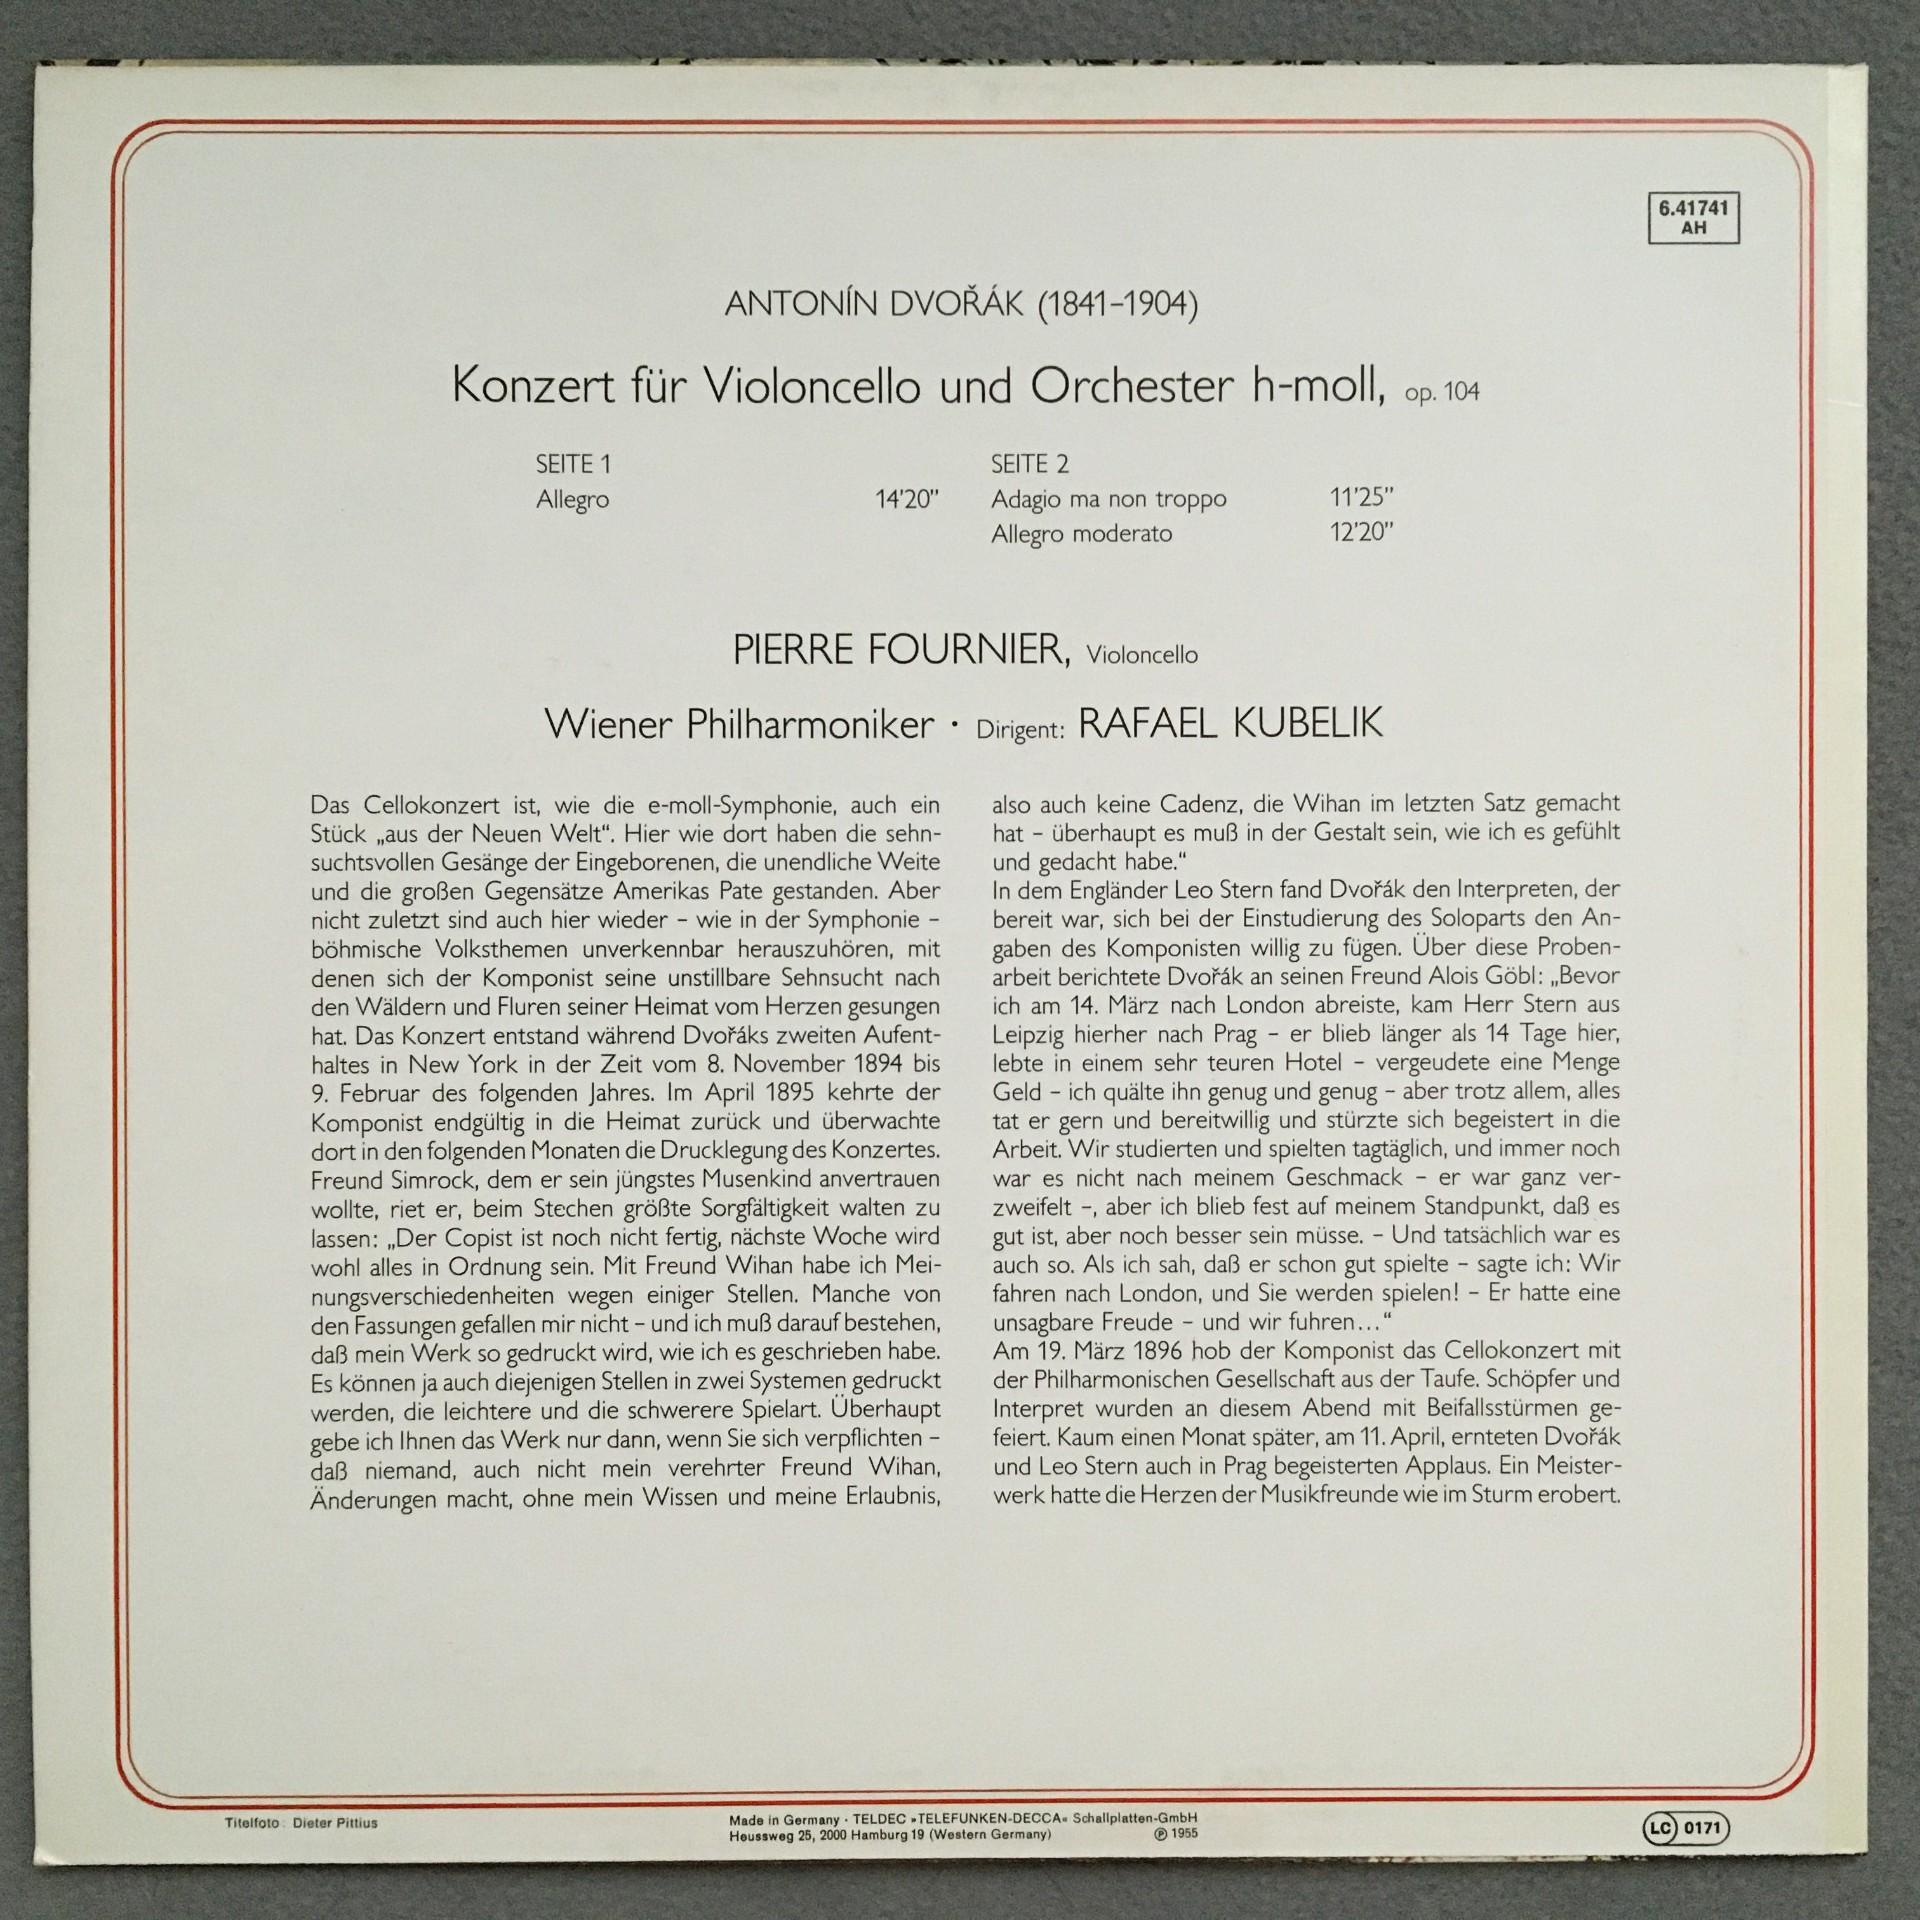 6.41741
AH
ANTONÍN DVOŘÁK (1841–1904)
Konzert für Violoncello und Orchester h-moll, op. 104
SEITE 1
Allegro 14'20"
SEITE 2
Adagio ma non troppo 11'25"
Allegro moderato 12'20"
PIERRE FOURNIER, Violoncello
Wiener Philharmoniker · Dirigent: RAFAEL KUBELIK
Das Cellokonzert ist, wie die e-moll-Symphonie, auch ein
Stück „aus der Neuen Welt“. Hier wie dort haben die sehn-
suchtsvollen Gesänge der Eingeborenen, die unendliche Weite
und die großen Gegensätze Amerikas Pate gestanden. Aber
nicht zuletzt sind auch hier wieder – wie in der Symphonie –
böhmische Volksthemen unverkennbar herauszuhören, mit
denen sich der Komponist seine unstillbare Sehnsucht nach
den Wäldern und Fluren seiner Heimat vom Herzen gesungen
hat. Das Konzert entstand während Dvořáks zweiten Aufent-
haltes in New York in der Zeit vom 8. November 1894 bis
9. Februar des folgenden Jahres. Im April 1895 kehrte der
Komponist endgültig in die Heimat zurück und überwachte
dort in den folgenden Monaten die Drucklegung des Konzertes.
Freund Simrock, dem er sein jüngstes Musenkind anvertrauen
wollte, riet er, beim Stechen größte Sorgfältigkeit walten zu
lassen: „Der Copist ist noch nicht fertig, nächste Woche wird
wohl alles in Ordnung sein. Mit Freund Wihan habe ich Mei-
nungsverschiedenheiten wegen einiger Stellen. Manche von
den Fassungen gefallen mir nicht – und ich muß darauf bestehen,
daß mein Werk so gedruckt wird, wie ich es geschrieben habe.
Es können ja auch diejenigen Stellen in zwei Systemen gedruckt
werden, die leichtere und die schwerere Spielart. Überhaupt
gebe ich Ihnen das Werk nur dann, wenn Sie sich verpflichten –
daß niemand, auch nicht mein verehrter Freund Wihan,
Änderungen macht, ohne mein Wissen und meine Erlaubnis,
also auch keine Cadenz, die Wihan im letzten Satz gemacht
hat – überhaupt es muß in der Gestalt sein, wie ich es gefühlt
und gedacht habe.“
In dem Engländer Leo Stern fand Dvořák den Interpreten, der
bereit war, sich bei der Einstudierung des Soloparts den An-
gaben des Komponisten willig zu fügen. Über diese Proben-
arbeit berichtete Dvořák an seinen Freund Alois Göbl: „Bevor
ich am 14. März nach London abreiste, kam Herr Stern aus
Leipzig hierher nach Prag – er blieb länger als 14 Tage hier,
lebte in einem sehr teuren Hotel – vergeudete eine Menge
Geld – ich quälte ihn genug und genug – aber trotz allem, alles
tat er gern und bereitwillig und stürzte sich begeistert in die
Arbeit. Wir studierten und spielten tagtäglich, und immer noch
war es nicht nach meinem Geschmack – er war ganz ver-
zweifelt –, aber ich blieb fest auf meinem Standpunkt, daß es
gut ist, aber noch besser sein müsse. – Und tatsächlich war es
auch so. Als ich sah, daß er schon gut spielte – sagte ich: Wir
fahren nach London, und Sie werden spielen! – Er hatte eine
unsagbare Freude – und wir fuhren...“
Am 19. März 1896 hob der Komponist das Cellokonzert mit
der Philharmonischen Gesellschaft aus der Taufe. Schöpfer und
Interpret wurden an diesem Abend mit Beifallsstürmen ge-
feiert. Kaum einen Monat später, am 11. April, ernteten Dvořák
und Leo Stern auch in Prag begeisterten Applaus. Ein Meister-
werk hatte die Herzen der Musikfreunde wie im Sturm erobert.
Titelfoto: Dieter Pittius
Made in Germany · TELDEC »TELEFUNKEN-DECCA« Schallplatten-GmbH
Heussweg 25, 2000 Hamburg 19 (Western Germany) ℗ 1955
LC 0171